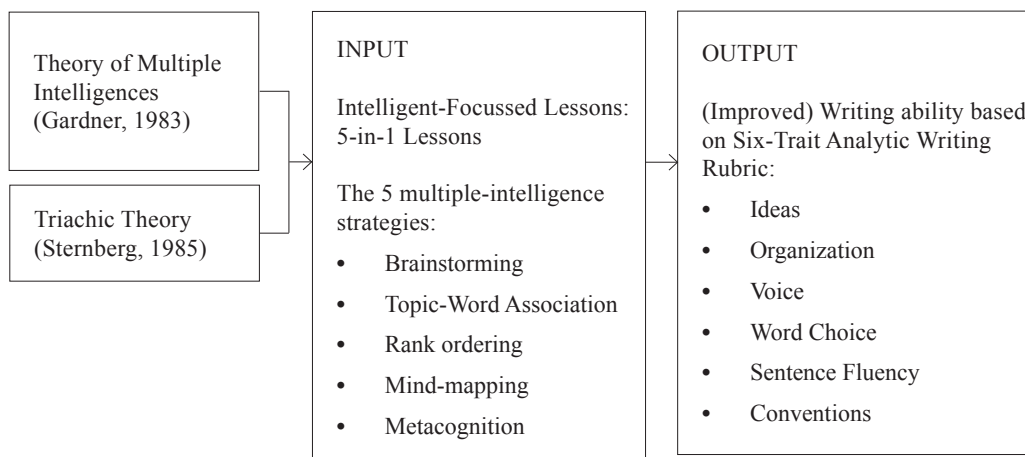 Theory of Multiple
Intelligences
(Gardner, 1983)
Triachic Theory
(Sternberg, 1985)
INPUT
Intelligent-Focussed Lessons:
5-in-1 Lessons
The 5 multiple-intelligence
strategies:
• Brainstorming
• Topic-Word Association
• Rank ordering
• Mind-mapping
• Metacognition
OUTPUT
(Improved) Writing ability based
on Six-Trait Analytic Writing
Rubric:
• Ideas
• Organization
• Voice
• Word Choice
• Sentence Fluency
• Conventions